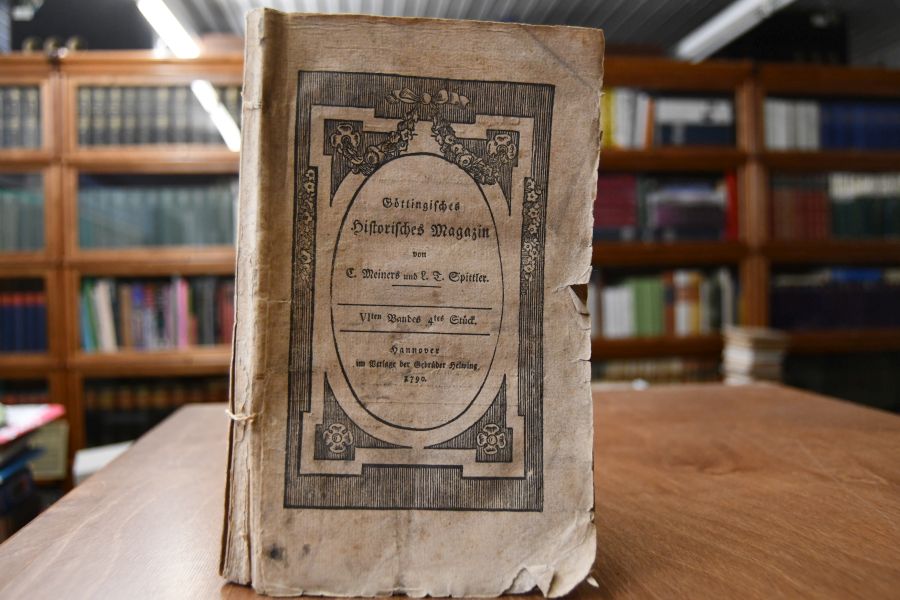 Göttingisches
Historisches Magazin
von
C. Meiners und L. T. Spittler.
VIten Bandes 4tes Stück.
Hannover
im Verlage der Gebrüder Helwing.
1790.